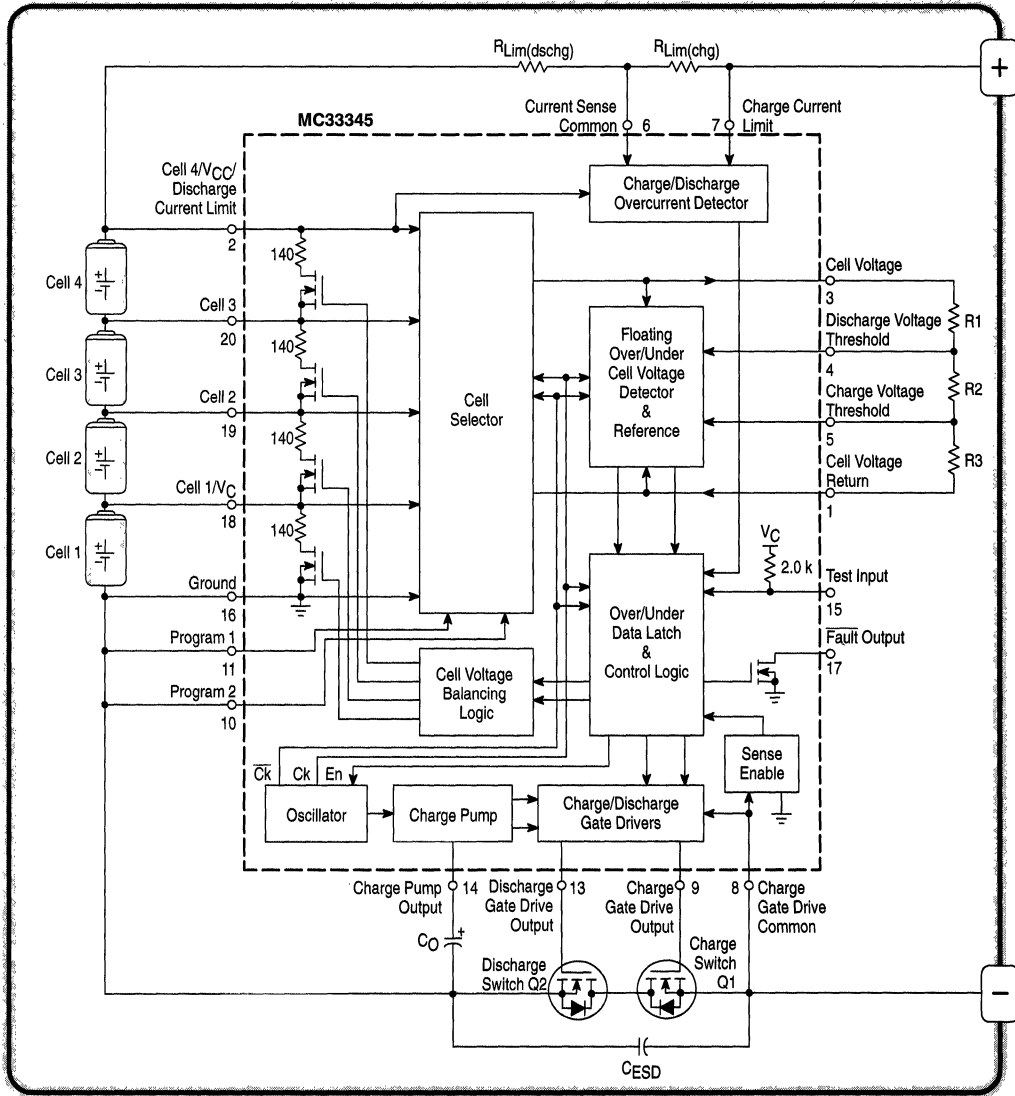 RLim(dschg)
RLim(chg)
+
MC33345
Current Sense
Common
6
7
Charge Current
Limit
Cell 4/VCC/
Discharge
Current Limit
2
Charge/Discharge
Overcurrent Detector
140
Cell 4
Cell 3
20
Cell Voltage
3
Discharge Voltage
Threshold
4
R1
Floating
Over/Under
Cell Voltage
Detector
&
Reference
140
Cell 3
Cell 2
19
Cell
Selector
Charge Voltage
Threshold
5
R2
140
Cell 2
Cell 1/VC
18
Cell Voltage
Return
1
R3
140
Cell 1
VC
2.0 k
Ground
16
Test Input
15
Over/Under
Data Latch
&
Control Logic
Program 1
11
Fault Output
17
Program 2
10
Cell Voltage
Balancing
Logic
Sense
Enable
Ck
Ck
En
Oscillator
Charge Pump
Charge/Discharge
Gate Drivers
Charge Pump
Output
14
Discharge
Gate Drive
Output
13
Charge
Gate Drive
Output
9
8
Charge
Gate Drive
Common
CO
+
Discharge
Switch Q2
Charge
Switch
Q1
−
CESD